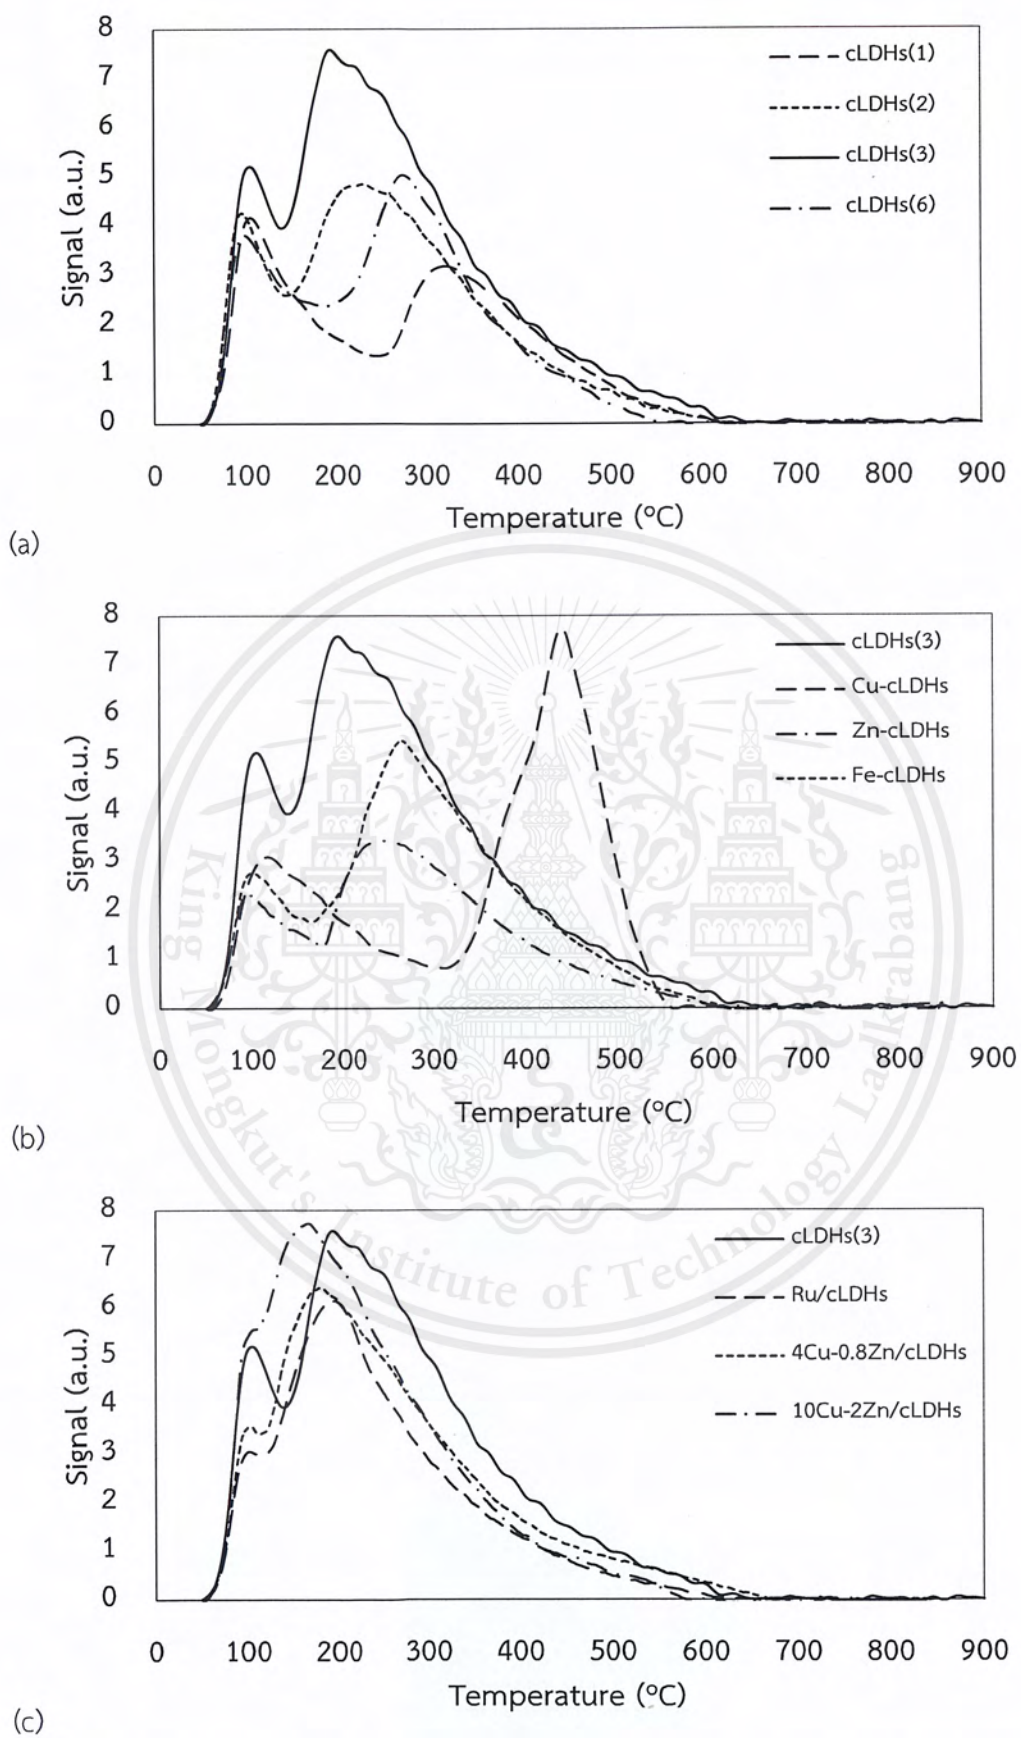 8
7
6
5
4
3
2
1
0
Signal (a.u.)
cLDHs(1)
cLDHs(2)
cLDHs(3)
cLDHs(6)
0 100 200 300 400 500 600 700 800 900
Temperature (ºC)
(a)
8
7
6
5
4
3
2
1
0
Signal (a.u.)
cLDHs(3)
Cu-cLDHs
Zn-cLDHs
Fe-cLDHs
0 100 200 300 400 500 600 700 800 900
Temperature (ºC)
(b)
8
7
6
5
4
3
2
1
0
Signal (a.u.)
cLDHs(3)
Ru/cLDHs
4Cu-0.8Zn/cLDHs
10Cu-2Zn/cLDHs
0 100 200 300 400 500 600 700 800 900
Temperature (ºC)
(c)
King Mongkut's Institute of Technology Ladkrabang